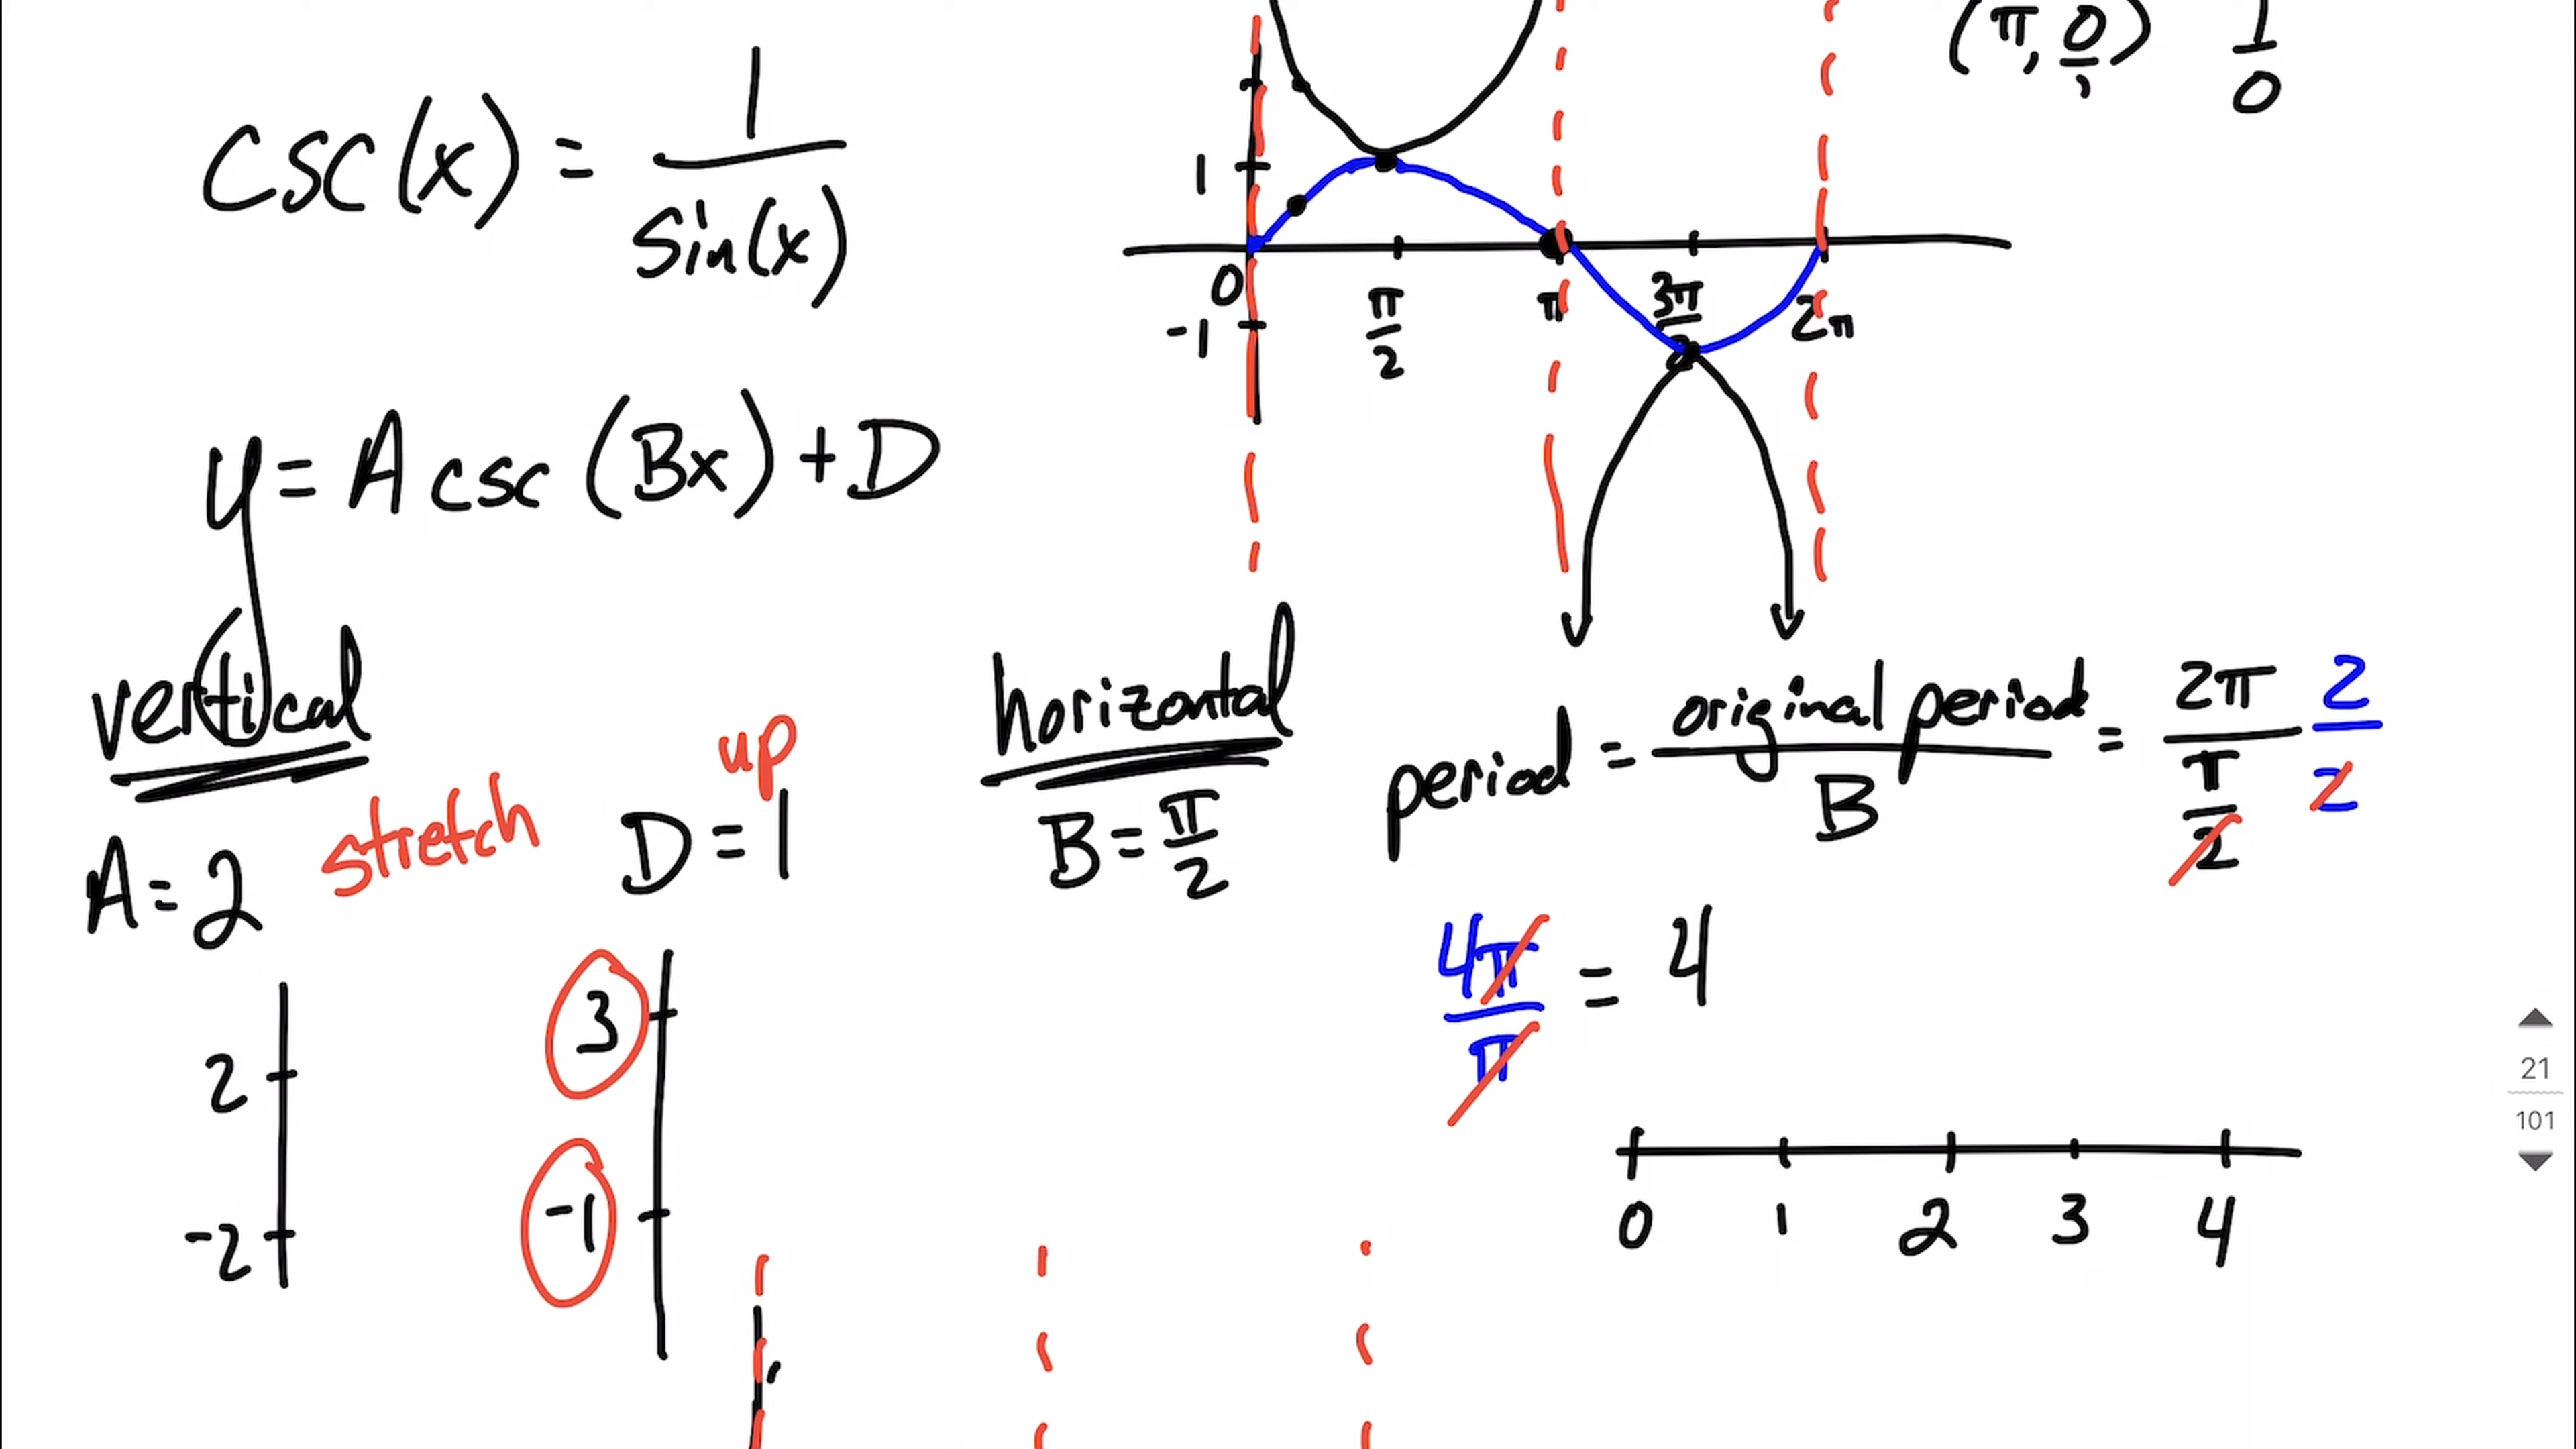 (π, 0) 1/0
csc(x) = 1/sin(x)
1
0 π/2 π 3π/2 2π
-1
y = A csc (Bx) + D
vertical
horizontal
period = original period / B = 2π/(π/2) 2/2
stretch
up
A = 2
D = 1
B = π/2
4π/π = 4
2
-2
3
-1
0 1 2 3 4
21
101